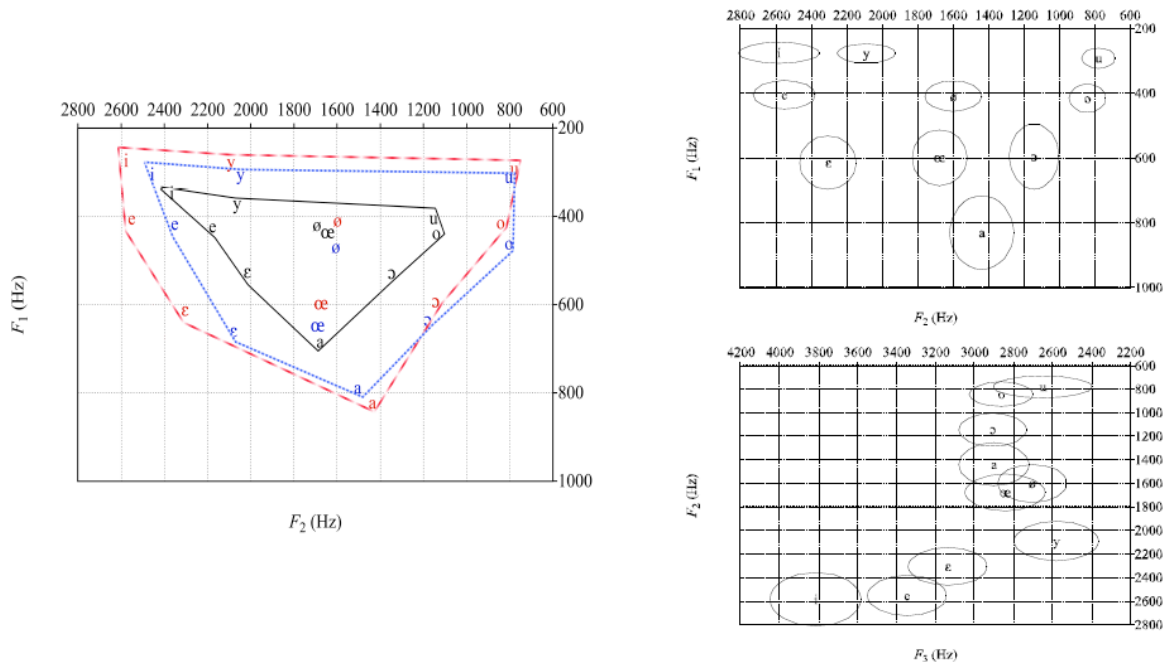 2800 2600 2400 2200 2000 1800 1600 1400 1200 1000 800 600
200
400
600
800
1000
F1 (Hz)
F2 (Hz)
i y u
i y u
i y u
e ø œ ø o
e ø o
e o
ɛ ɔ
ɛ œ ɔ
ɛ œ ɔ
a
a
a
2800 2600 2400 2200 2000 1800 1600 1400 1200 1000 800 600
200
400
600
800
1000
F1 (Hz)
F2 (Hz)
i y u
e ø o
ɛ œ ɔ
a
4200 4000 3800 3600 3400 3200 3000 2800 2600 2400 2200
600
800
1000
1200
1400
1600
1800
2000
2200
2400
2600
2800
F2 (Hz)
F3 (Hz)
u
o
ɔ
a
ø
œ
y
ɛ
i e